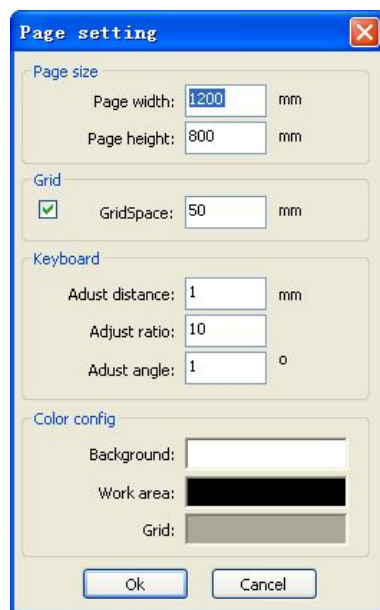 Page setting
Page size
Page width: 1200 mm
Page height: 800 mm
Grid
GridSpace: 50 mm
Keyboard
Adust distance: 1 mm
Adjust ratio: 10
Adust angle: 1 o
Color config
Background:
Work area:
Grid:
Ok Cancel